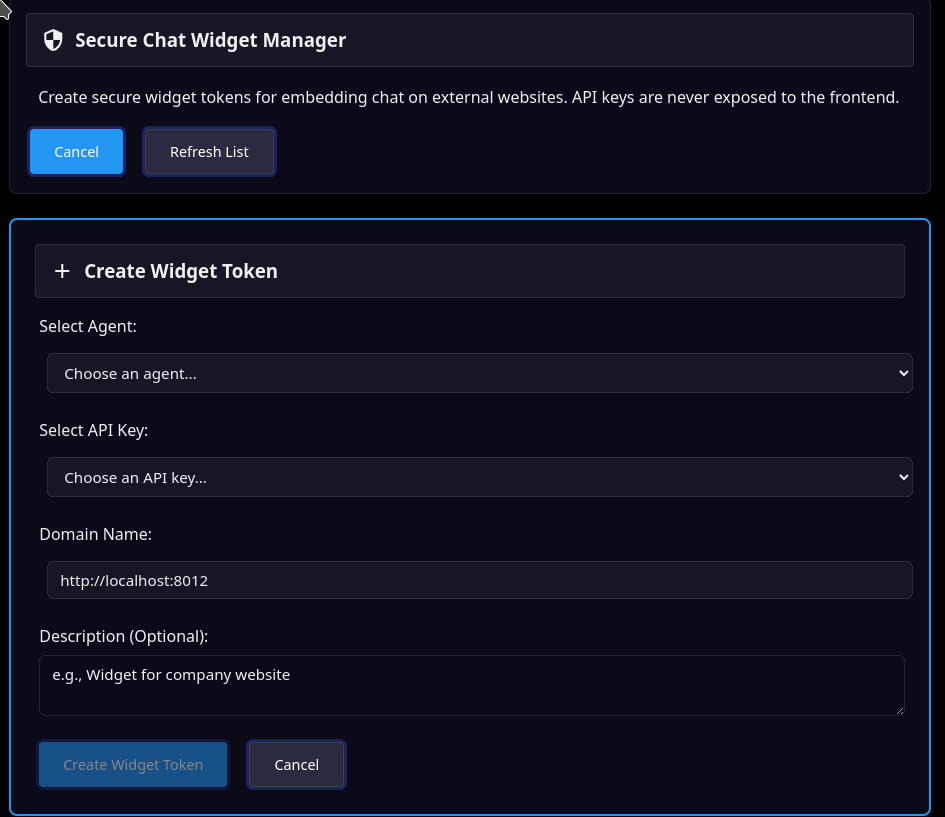 Secure Chat Widget Manager
Create secure widget tokens for embedding chat on external websites. API keys are never exposed to the frontend.
Cancel
Refresh List
Create Widget Token
Select Agent:
Choose an agent...
Select API Key:
Choose an API key...
Domain Name:
http://localhost:8012
Description (Optional):
e.g., Widget for company website
Create Widget Token
Cancel